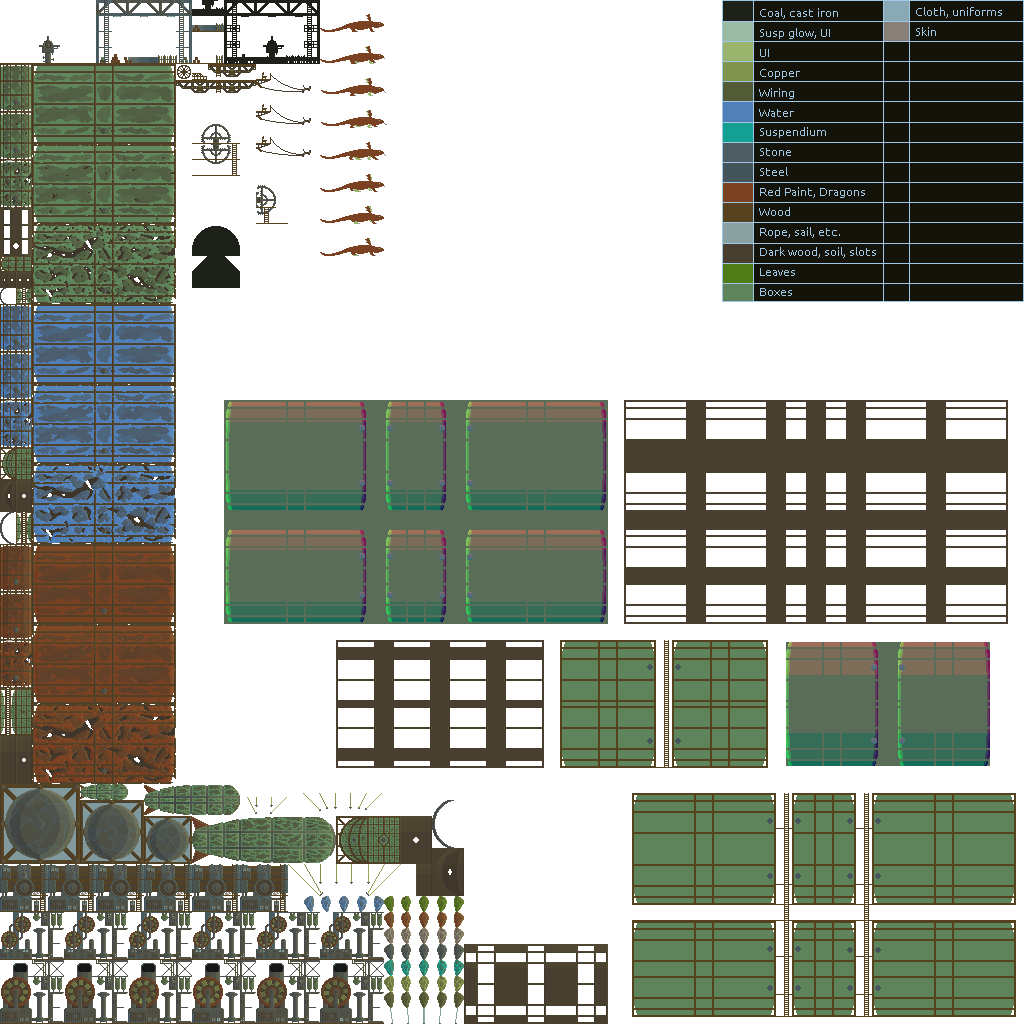 Coal, cast iron
Cloth, uniforms
Susp glow, UI
Skin
UI
Copper
Wiring
Water
Suspendium
Stone
Steel
Red Paint, Dragons
Wood
Rope, sail, etc.
Dark wood, soil, slots
Leaves
Boxes